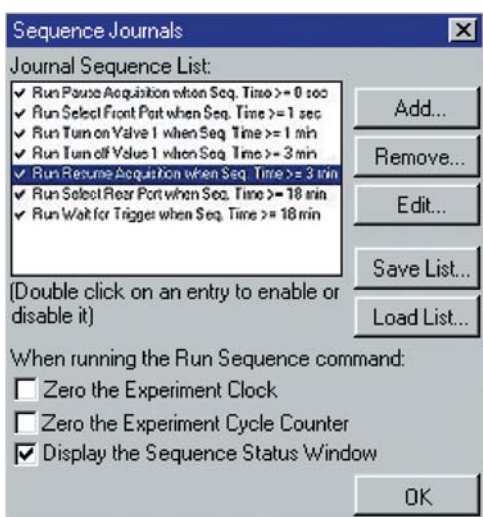 Sequence Journals
Journal Sequence List:
Run Pause Acquisition when Seq. Time >= 0 sec
Run Select Front Port when Seq. Time >= 1 sec
Run Turn on Valve 1 when Seq. Time >= 1 min
Run Turn off Value 1 when Seq. Time >= 3 min
Run Resume Acquisition when Seq. Time >= 3 min
Run Select Rear Port when Seq. Time >= 18 min
Run Wait for Trigger when Seq. Time >= 18 min
Add...
Remove...
Edit...
Save List...
Load List...
(Double click on an entry to enable or
disable it)
When running the Run Sequence command:
Zero the Experiment Clock
Zero the Experiment Cycle Counter
Display the Sequence Status Window
OK